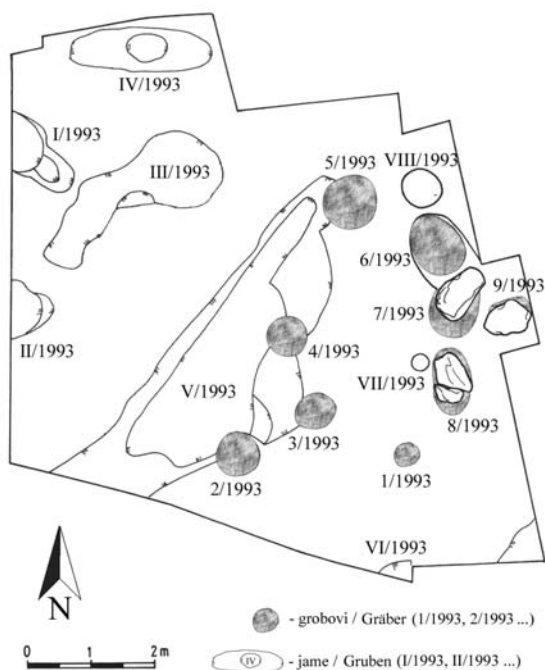 IV/1993
I/1993
III/1993
5/1993
VIII/1993
6/1993
9/1993
7/1993
II/1993
4/1993
V/1993
VII/1993
3/1993
8/1993
2/1993
1/1993
VI/1993
N
0 1 2m
- grobovi / Gräber (1/1993, 2/1993 ...)
IV - jame / Gruben (I/1993, II/1993 ...)